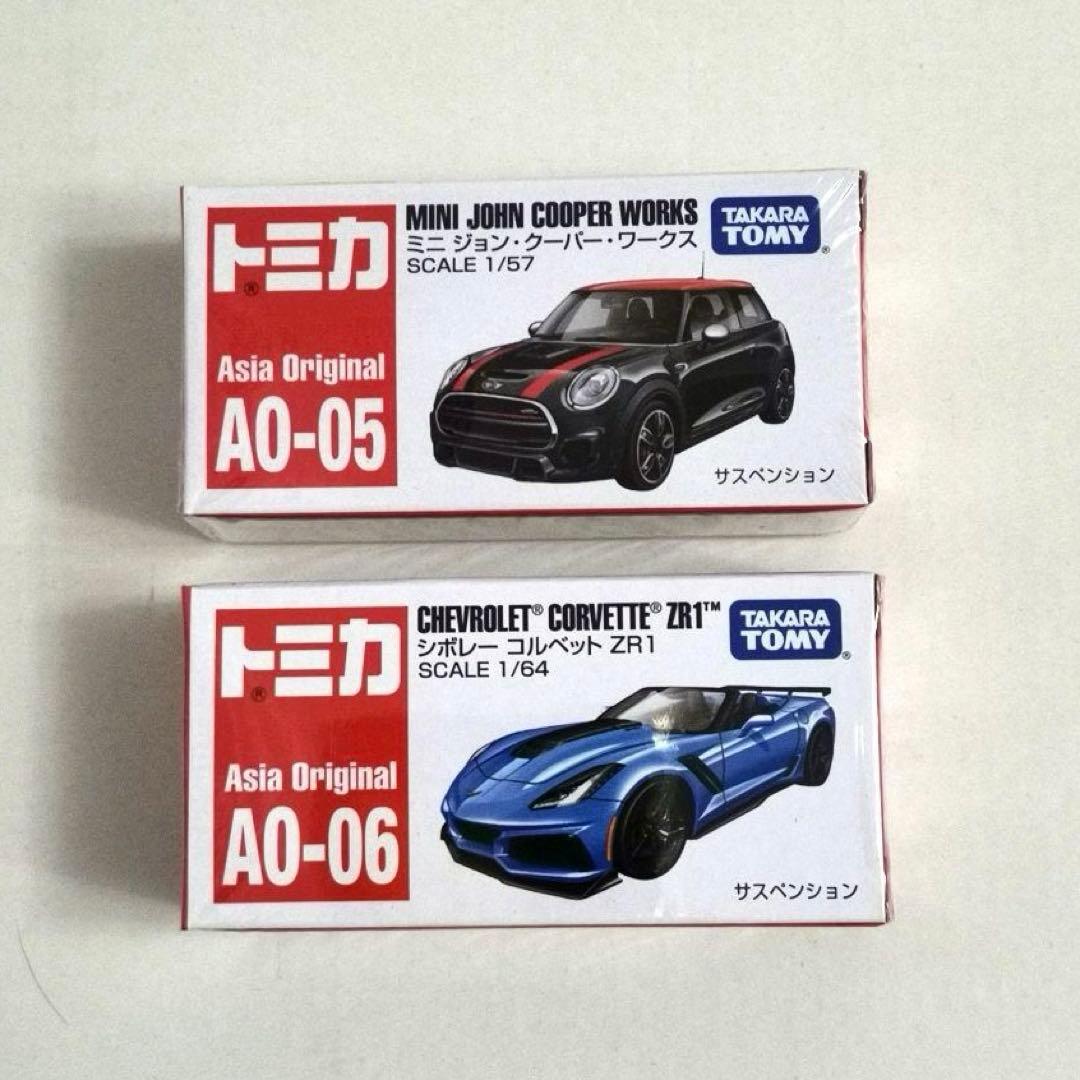 トミカ®
Asia Original
AO-05
MINI JOHN COOPER WORKS
ミニ ジョン・クーパー・ワークス
SCALE 1/57
TAKARA
TOMY®
サスペンション
トミカ®
Asia Original
AO-06
CHEVROLET® CORVETTE® ZR1™
シボレー コルベット ZR1
SCALE 1/64
TAKARA
TOMY®
サスペンション